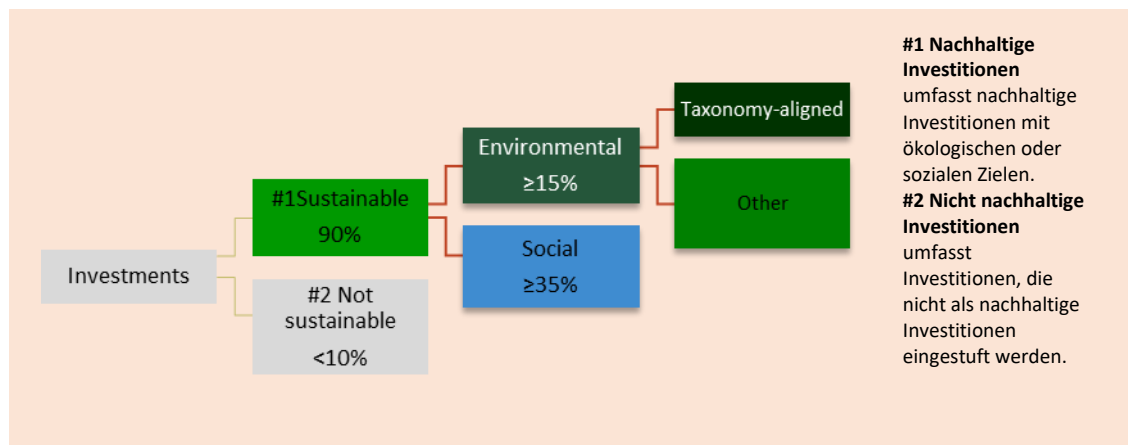 Investments
#1Sustainable
90%
#2 Not
sustainable
<10%
Environmental
≥15%
Social
≥35%
Taxonomy-aligned
Other
#1 Nachhaltige
Investitionen
umfasst nachhaltige
Investitionen mit
ökologischen oder
sozialen Zielen.
#2 Nicht nachhaltige
Investitionen
umfasst
Investitionen, die
nicht als nachhaltige
Investitionen
eingestuft werden.